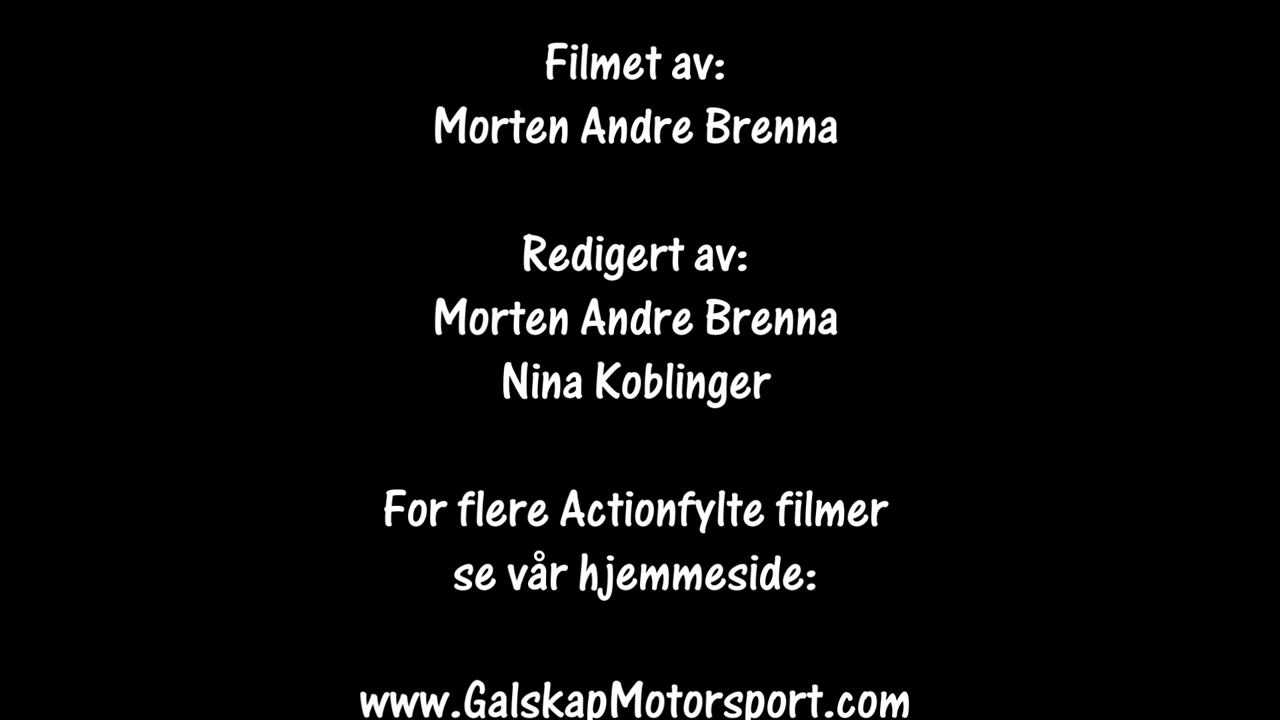 Filmet av:
Morten Andre Brenna
Redigert av:
Morten Andre Brenna
Nina Koblinger
For flere Actionfylte filmer
se vår hjemmeside:
www.GalskapMotorsport.com